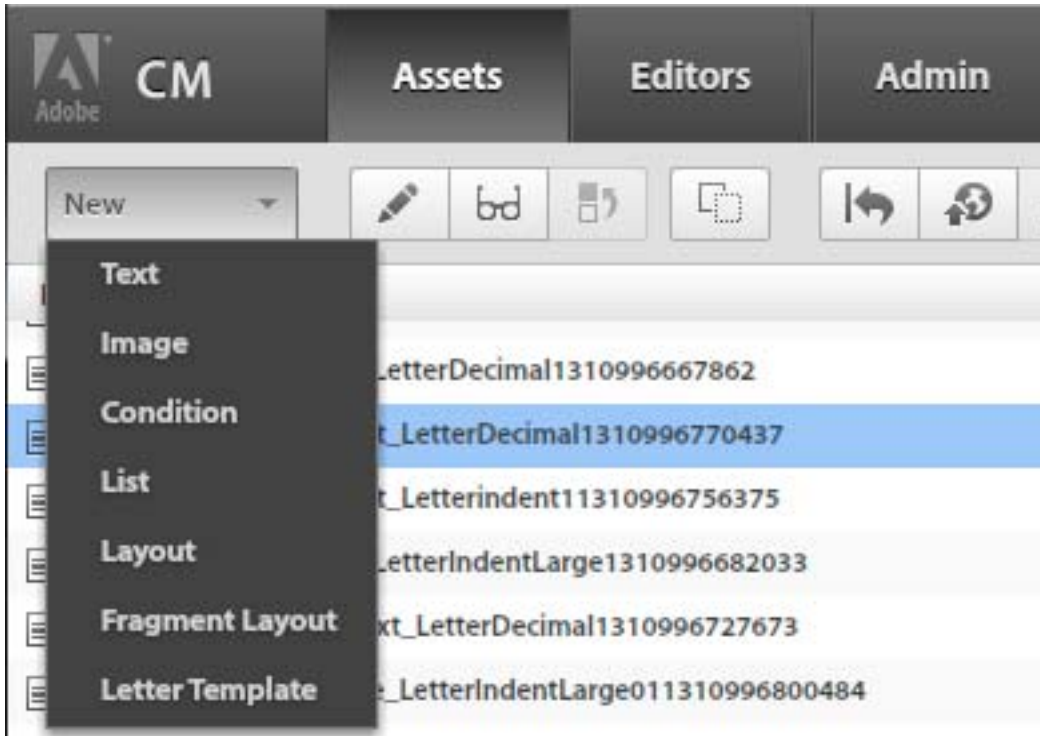 Adobe
CM
Assets
Editors
Admin
New
Text
Image
Condition
List
Layout
Fragment Layout
Letter Template
LetterDecimal1310996667862
t_LetterDecimal1310996770437
t_Letterindent11310996756375
LetterIndentLarge1310996682033
xt_LetterDecimal1310996727673
e_LetterIndentLarge011310996800484